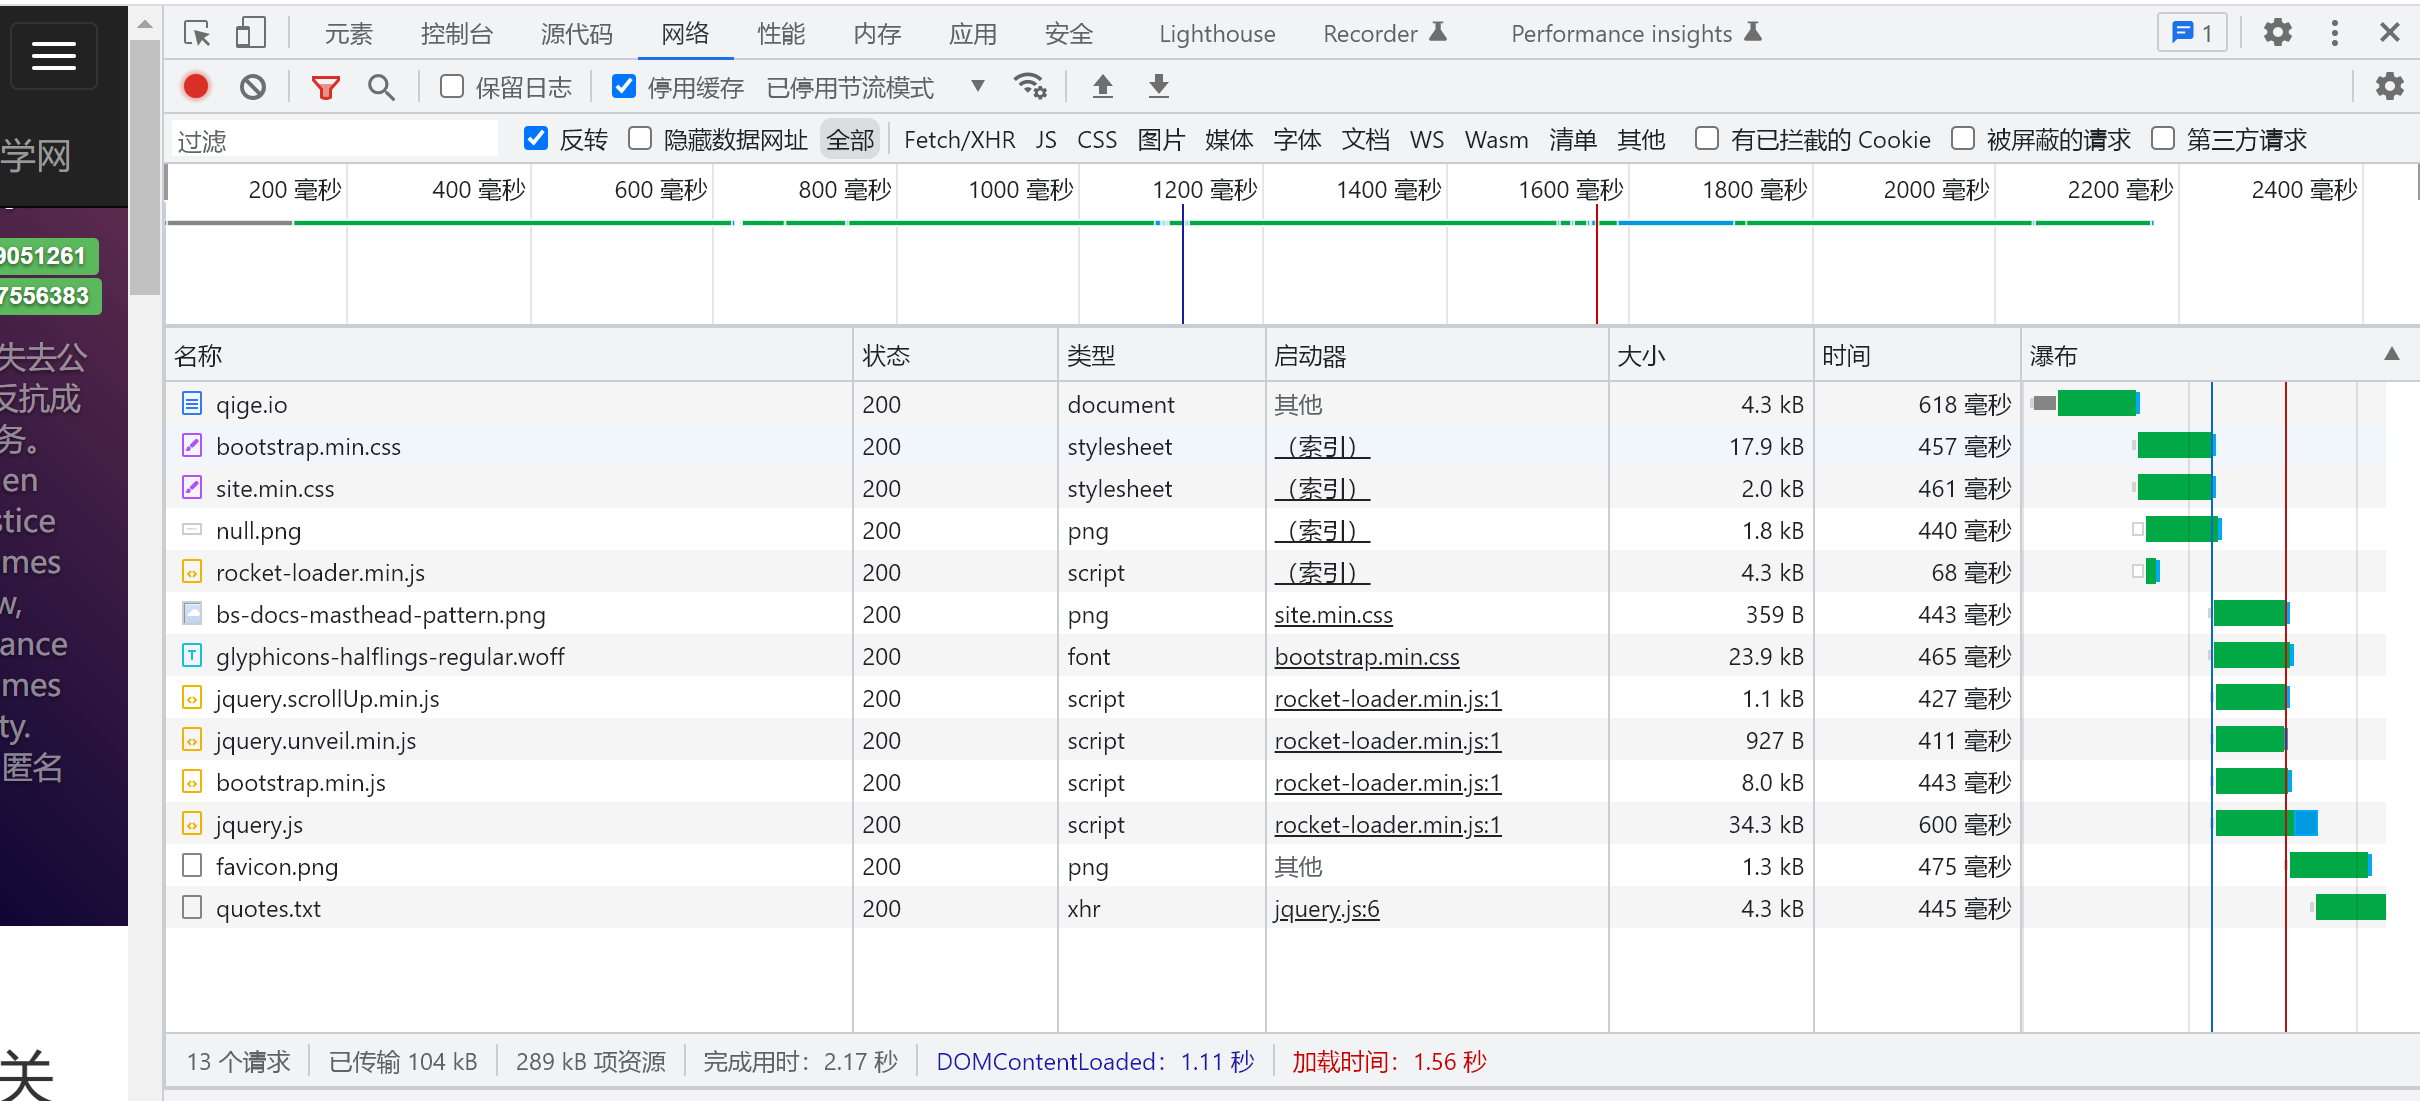 元素 控制台 源代码 网络 性能 内存 应用 安全 Lighthouse Recorder Performance insights 1
保留日志 停用缓存 已停用节流模式
过滤 反转 隐藏数据网址 全部 Fetch/XHR JS CSS 图片 媒体 字体 文档 WS Wasm 清单 其他 有已拦截的 Cookie 被屏蔽的请求 第三方请求
200 毫秒 400 毫秒 600 毫秒 800 毫秒 1000 毫秒 1200 毫秒 1400 毫秒 1600 毫秒 1800 毫秒 2000 毫秒 2200 毫秒 2400 毫秒
名称 状态 类型 启动器 大小 时间 瀑布
qige.io 200 document 其他 4.3 kB 618 毫秒
bootstrap.min.css 200 stylesheet （索引） 17.9 kB 457 毫秒
site.min.css 200 stylesheet （索引） 2.0 kB 461 毫秒
null.png 200 png （索引） 1.8 kB 440 毫秒
rocket-loader.min.js 200 script （索引） 4.3 kB 68 毫秒
bs-docs-masthead-pattern.png 200 png site.min.css 359 B 443 毫秒
glyphicons-halflings-regular.woff 200 font bootstrap.min.css 23.9 kB 465 毫秒
jquery.scrollUp.min.js 200 script rocket-loader.min.js:1 1.1 kB 427 毫秒
jquery.unveil.min.js 200 script rocket-loader.min.js:1 927 B 411 毫秒
bootstrap.min.js 200 script rocket-loader.min.js:1 8.0 kB 443 毫秒
jquery.js 200 script rocket-loader.min.js:1 34.3 kB 600 毫秒
favicon.png 200 png 其他 1.3 kB 475 毫秒
quotes.txt 200 xhr jquery.js:6 4.3 kB 445 毫秒
13 个请求 已传输 104 kB 289 kB 项资源 完成用时：2.17 秒 DOMContentLoaded：1.11 秒 加载时间：1.56 秒
学网
9051261
7556383
失去公
反抗成
务。
en
stice
mes
w,
ance
mes
ty.
匿名
关